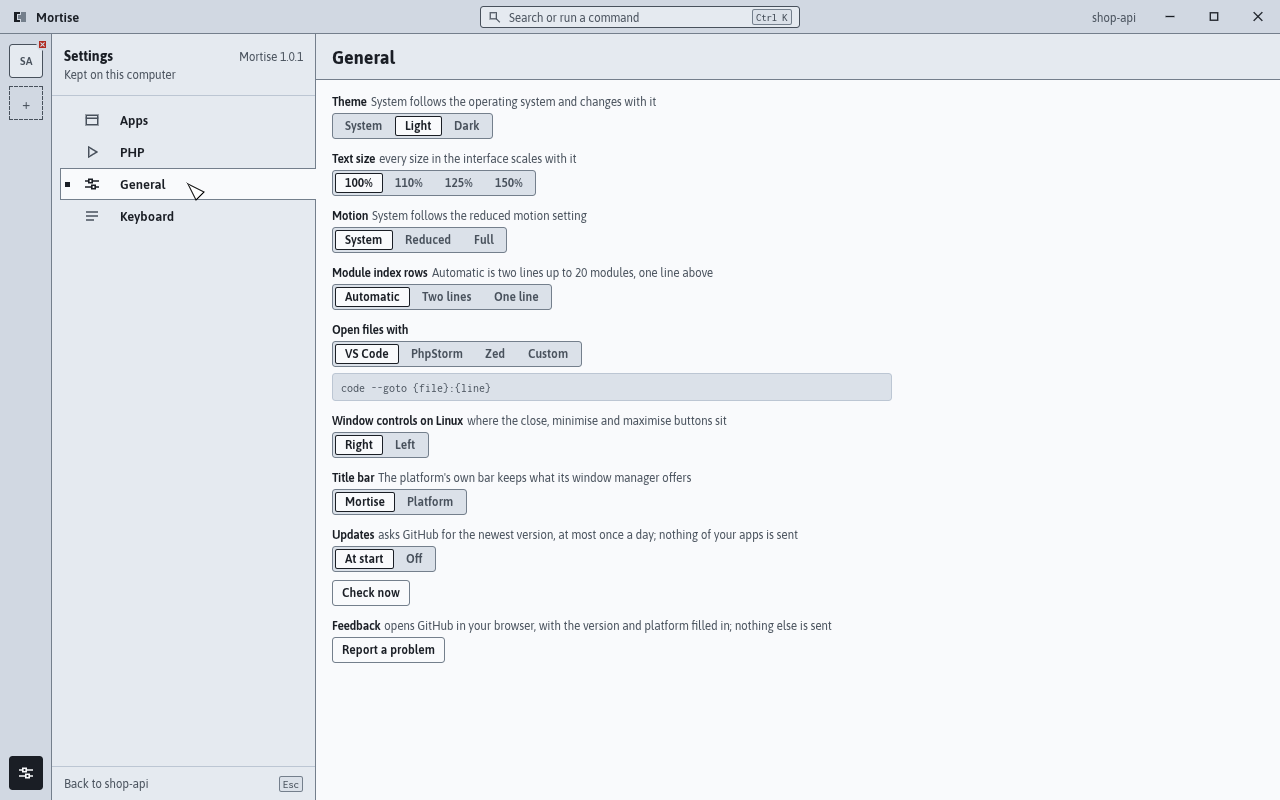 Mortise
Search or run a command
Ctrl K
shop-api
SA
+
Settings
Mortise 1.0.1
Kept on this computer
Apps
PHP
General
Keyboard
Back to shop-api
Esc
General
Theme System follows the operating system and changes with it
System Light Dark
Text size every size in the interface scales with it
100% 110% 125% 150%
Motion System follows the reduced motion setting
System Reduced Full
Module index rows Automatic is two lines up to 20 modules, one line above
Automatic Two lines One line
Open files with
VS Code PhpStorm Zed Custom
code --goto {file}:{line}
Window controls on Linux where the close, minimise and maximise buttons sit
Right Left
Title bar The platform's own bar keeps what its window manager offers
Mortise Platform
Updates asks GitHub for the newest version, at most once a day; nothing of your apps is sent
At start Off
Check now
Feedback opens GitHub in your browser, with the version and platform filled in; nothing else is sent
Report a problem